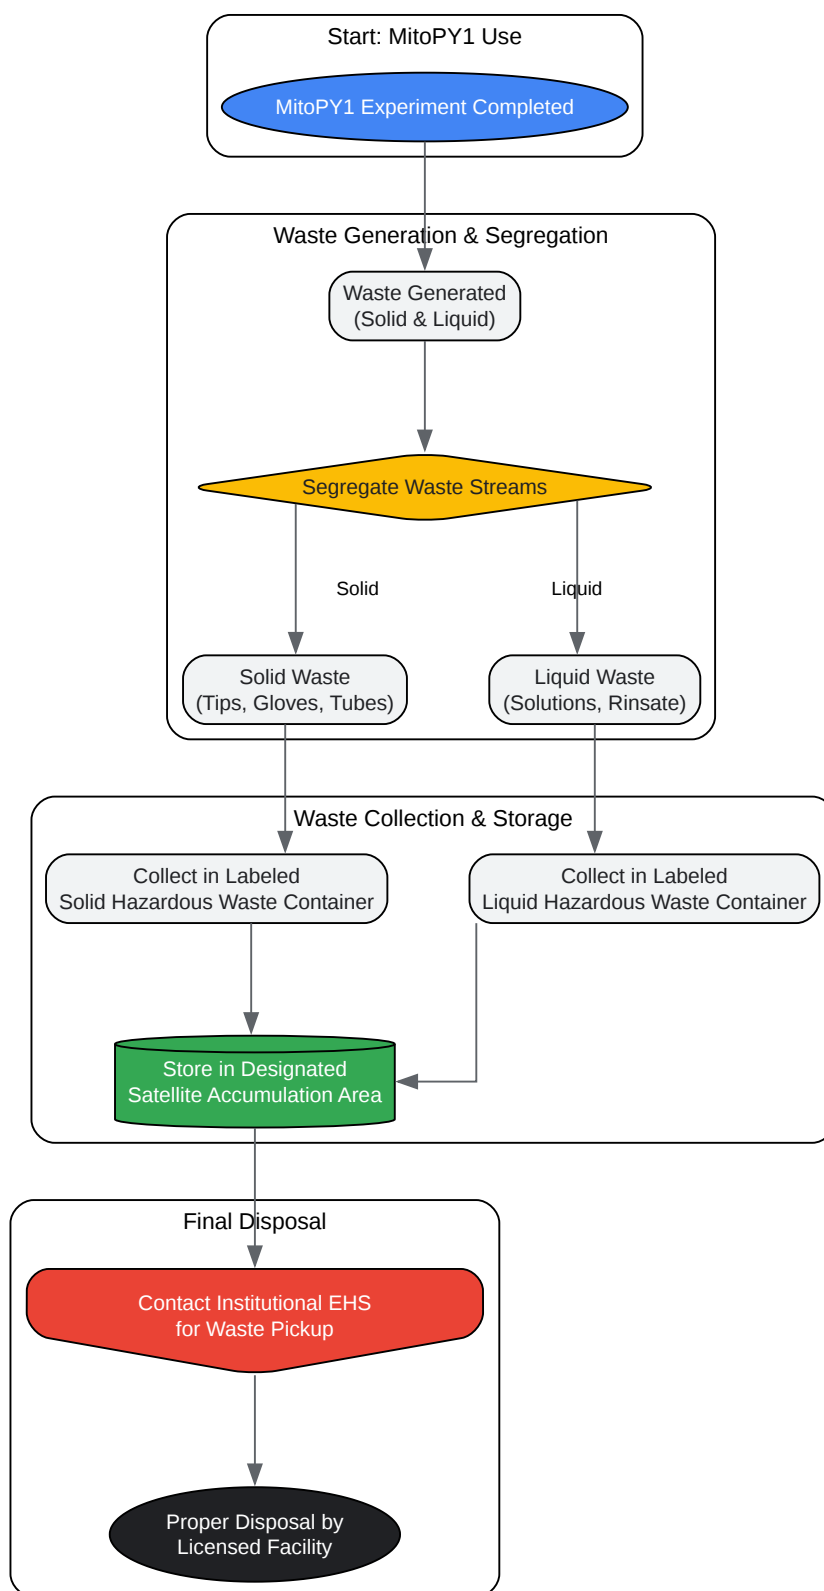 Start: MitoPY1 Use
MitoPY1 Experiment Completed
Waste Generation & Segregation
Waste Generated
(Solid & Liquid)
Segregate Waste Streams
Solid
Liquid
Solid Waste
(Tips, Gloves, Tubes)
Liquid Waste
(Solutions, Rinsate)
Waste Collection & Storage
Collect in Labeled
Solid Hazardous Waste Container
Collect in Labeled
Liquid Hazardous Waste Container
Store in Designated
Satellite Accumulation Area
Final Disposal
Contact Institutional EHS
for Waste Pickup
Proper Disposal by
Licensed Facility